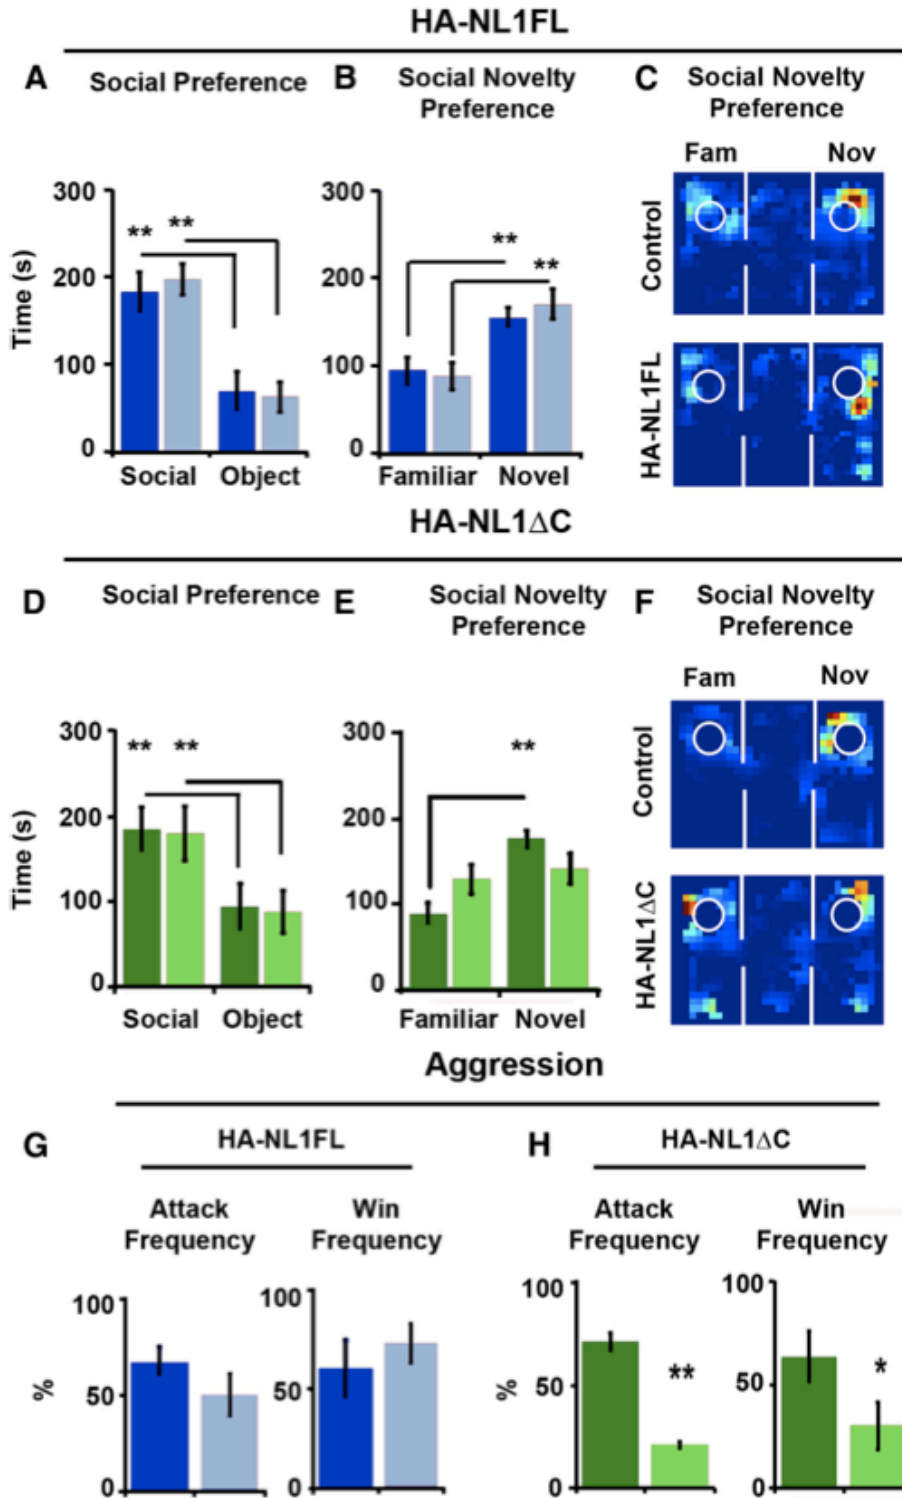 HA-NL1FL
A Social Preference
B Social Novelty
Preference
C Social Novelty
Preference
Fam Nov
Control
HA-NL1FL
Time (s)
300
200
100
0
** **
Social Object
300
200
100
0
**
**
Familiar Novel
HA-NL1ΔC
D Social Preference
E Social Novelty
Preference
F Social Novelty
Preference
Fam Nov
Control
HA-NL1ΔC
Time (s)
300
200
100
0
** **
Social Object
300
200
100
0
**
Familiar Novel
Aggression
G HA-NL1FL
Attack
Frequency
Win
Frequency
%
100
50
0
100
50
0
H HA-NL1ΔC
Attack
Frequency
Win
Frequency
%
100
50
0
**
100
50
0
*